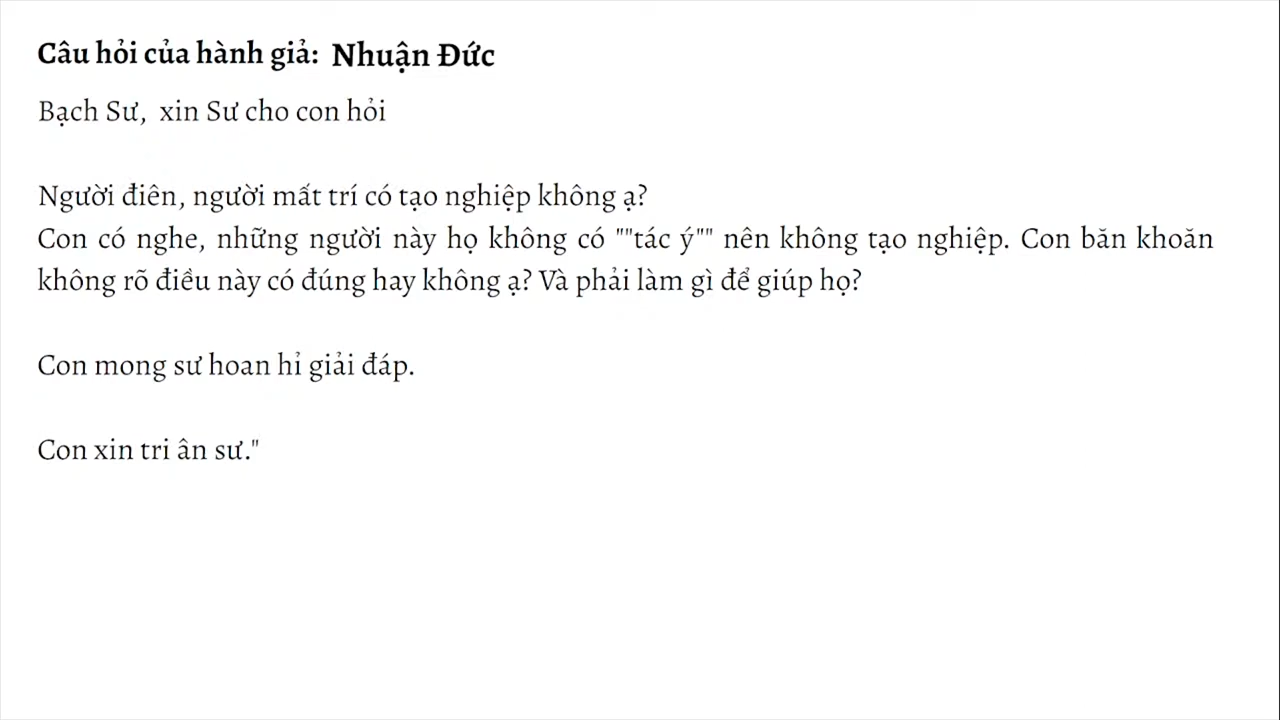 Câu hỏi của hành giả: Nhuận Đức
Bạch Sư, xin Sư cho con hỏi
Người điên, người mất trí có tạo nghiệp không ạ?
Con có nghe, những người này họ không có ""tác ý"" nên không tạo nghiệp. Con băn khoăn
không rõ điều này có đúng hay không ạ? Và phải làm gì để giúp họ?
Con mong sư hoan hỉ giải đáp.
Con xin tri ân sư."